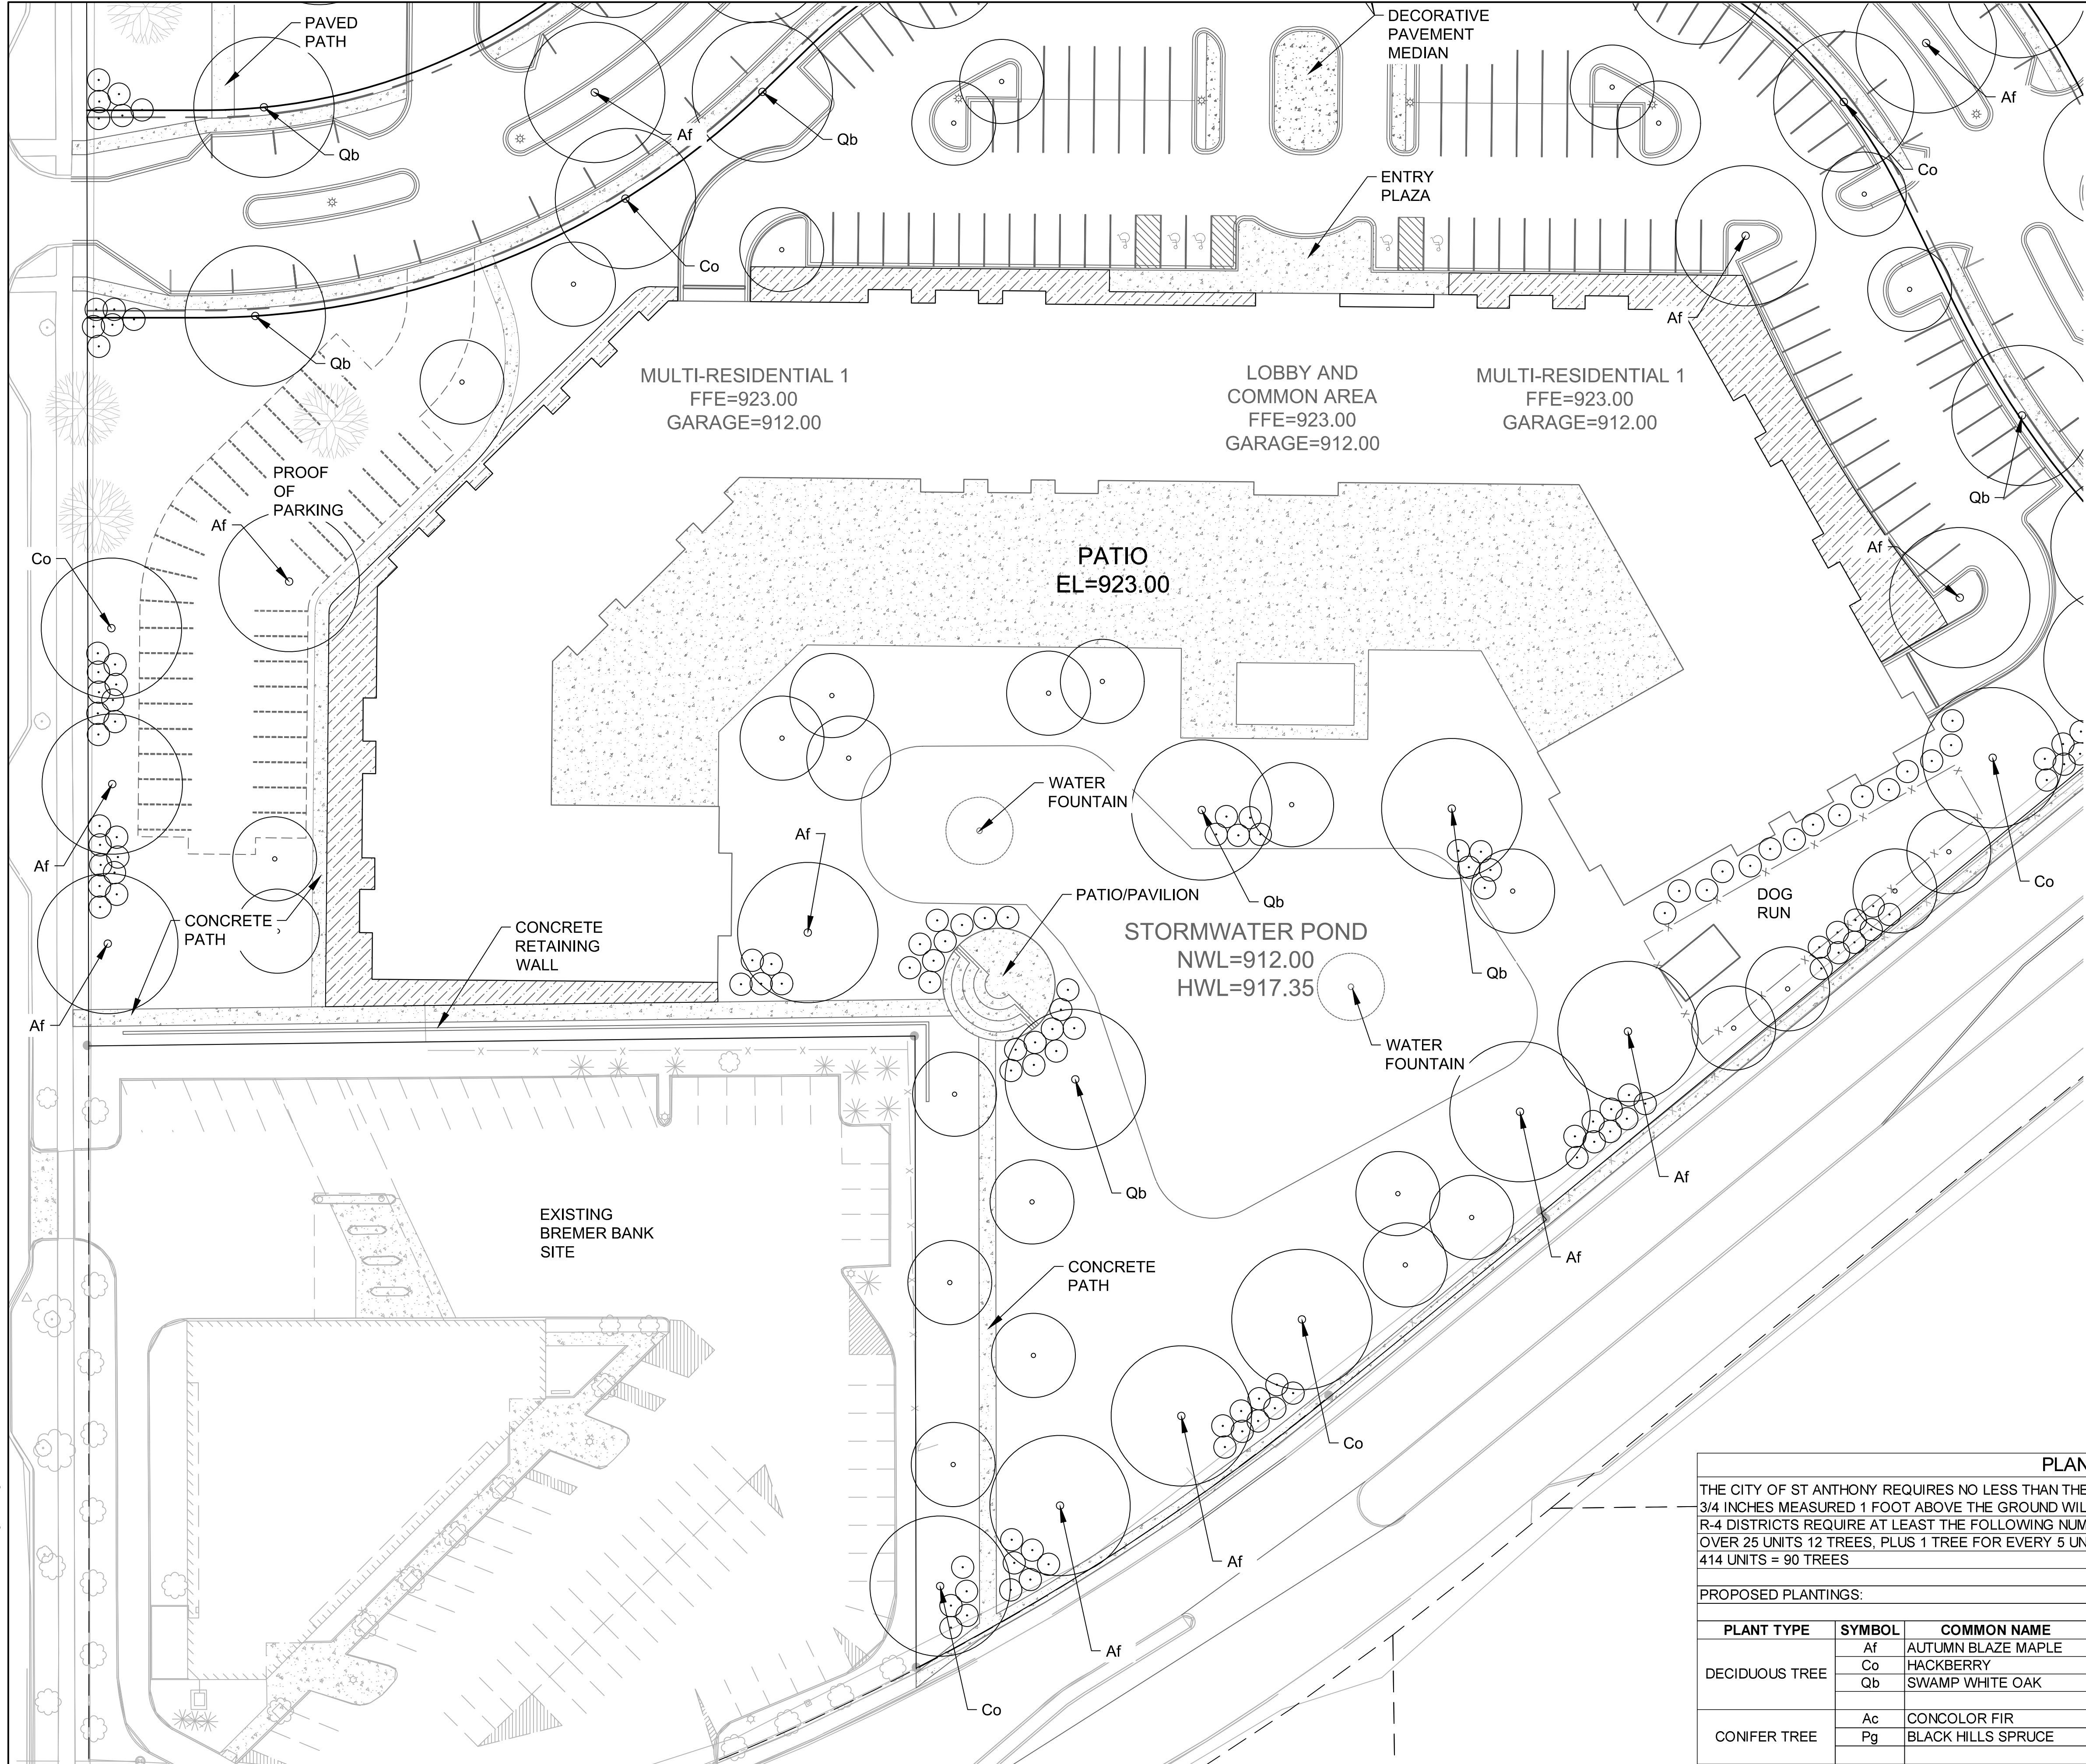 PAVED
PATH
DECORATIVE
PAVEMENT
MEDIAN
Af
Af
Af
Qb
Qb
ENTRY
PLAZA
Co
Co
Af
Qb
MULTI-RESIDENTIAL 1
FFE=923.00
GARAGE=912.00
LOBBY AND
COMMON AREA
FFE=923.00
GARAGE=912.00
MULTI-RESIDENTIAL 1
FFE=923.00
GARAGE=912.00
PROOF
OF
PARKING
Af
Qb
Co
PATIO
EL=923.00
Af
WATER
FOUNTAIN
Af
Af
PATIO/PAVILION
Qb
Co
DOG
RUN
CONCRETE
PATH
CONCRETE
RETAINING
WALL
STORMWATER POND
NWL=912.00
HWL=917.35
Qb
Af
WATER
FOUNTAIN
Af
Qb
EXISTING
BREMER BANK
SITE
Af
CONCRETE
PATH
Co
Af
Af
Co
PLAN
THE CITY OF ST ANTHONY REQUIRES NO LESS THAN THE
3/4 INCHES MEASURED 1 FOOT ABOVE THE GROUND WIL
R-4 DISTRICTS REQUIRE AT LEAST THE FOLLOWING NUM
OVER 25 UNITS 12 TREES, PLUS 1 TREE FOR EVERY 5 UN
414 UNITS = 90 TREES
PROPOSED PLANTINGS:
PLANT TYPE SYMBOL COMMON NAME
DECIDUOUS TREE
Af AUTUMN BLAZE MAPLE
Co HACKBERRY
Qb SWAMP WHITE OAK
CONIFER TREE
Ac CONCOLOR FIR
Pg BLACK HILLS SPRUCE